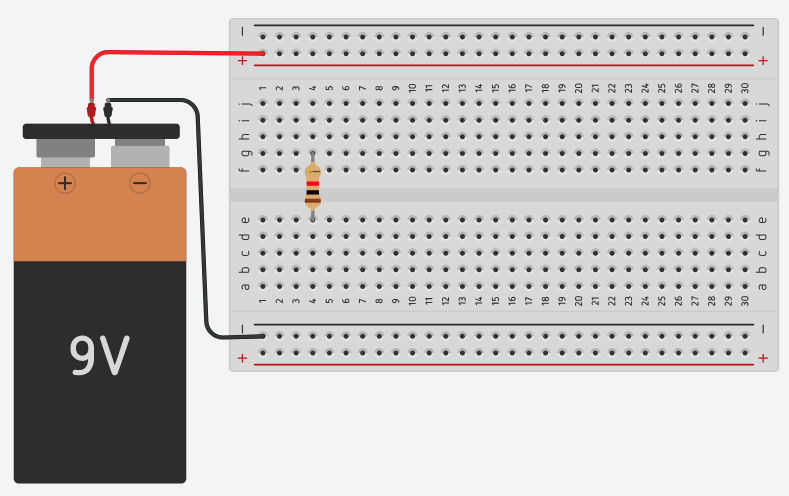 − −
+ +
1 2 3 4 5 6 7 8 9 10 11 12 13 14 15 16 17 18 19 20 21 22 23 24 25 26 27 28 29 30
j j
i i
h h
g g
f f
+ −
e e
d d
c c
b b
a a
1 2 3 4 5 6 7 8 9 10 11 12 13 14 15 16 17 18 19 20 21 22 23 24 25 26 27 28 29 30
− −
9V
+ +